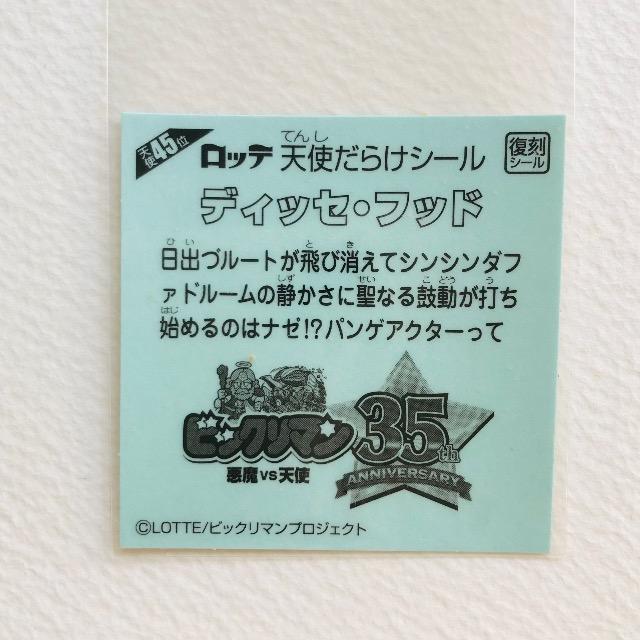 天使45位
ロッテ 天使だらけシール
てんし
復刻
シール
ディッセ・フッド
日出づルートが飛び消えてシンシンダフ
ひい と き
ァドルームの静かさに聖なる鼓動が打ち
しず せい こどう う
始めるのはナゼ!?パンゲアクターって
はじ
ビックリマン
悪魔VS天使
35th
ANNIVERSARY
©LOTTE/ビックリマンプロジェクト